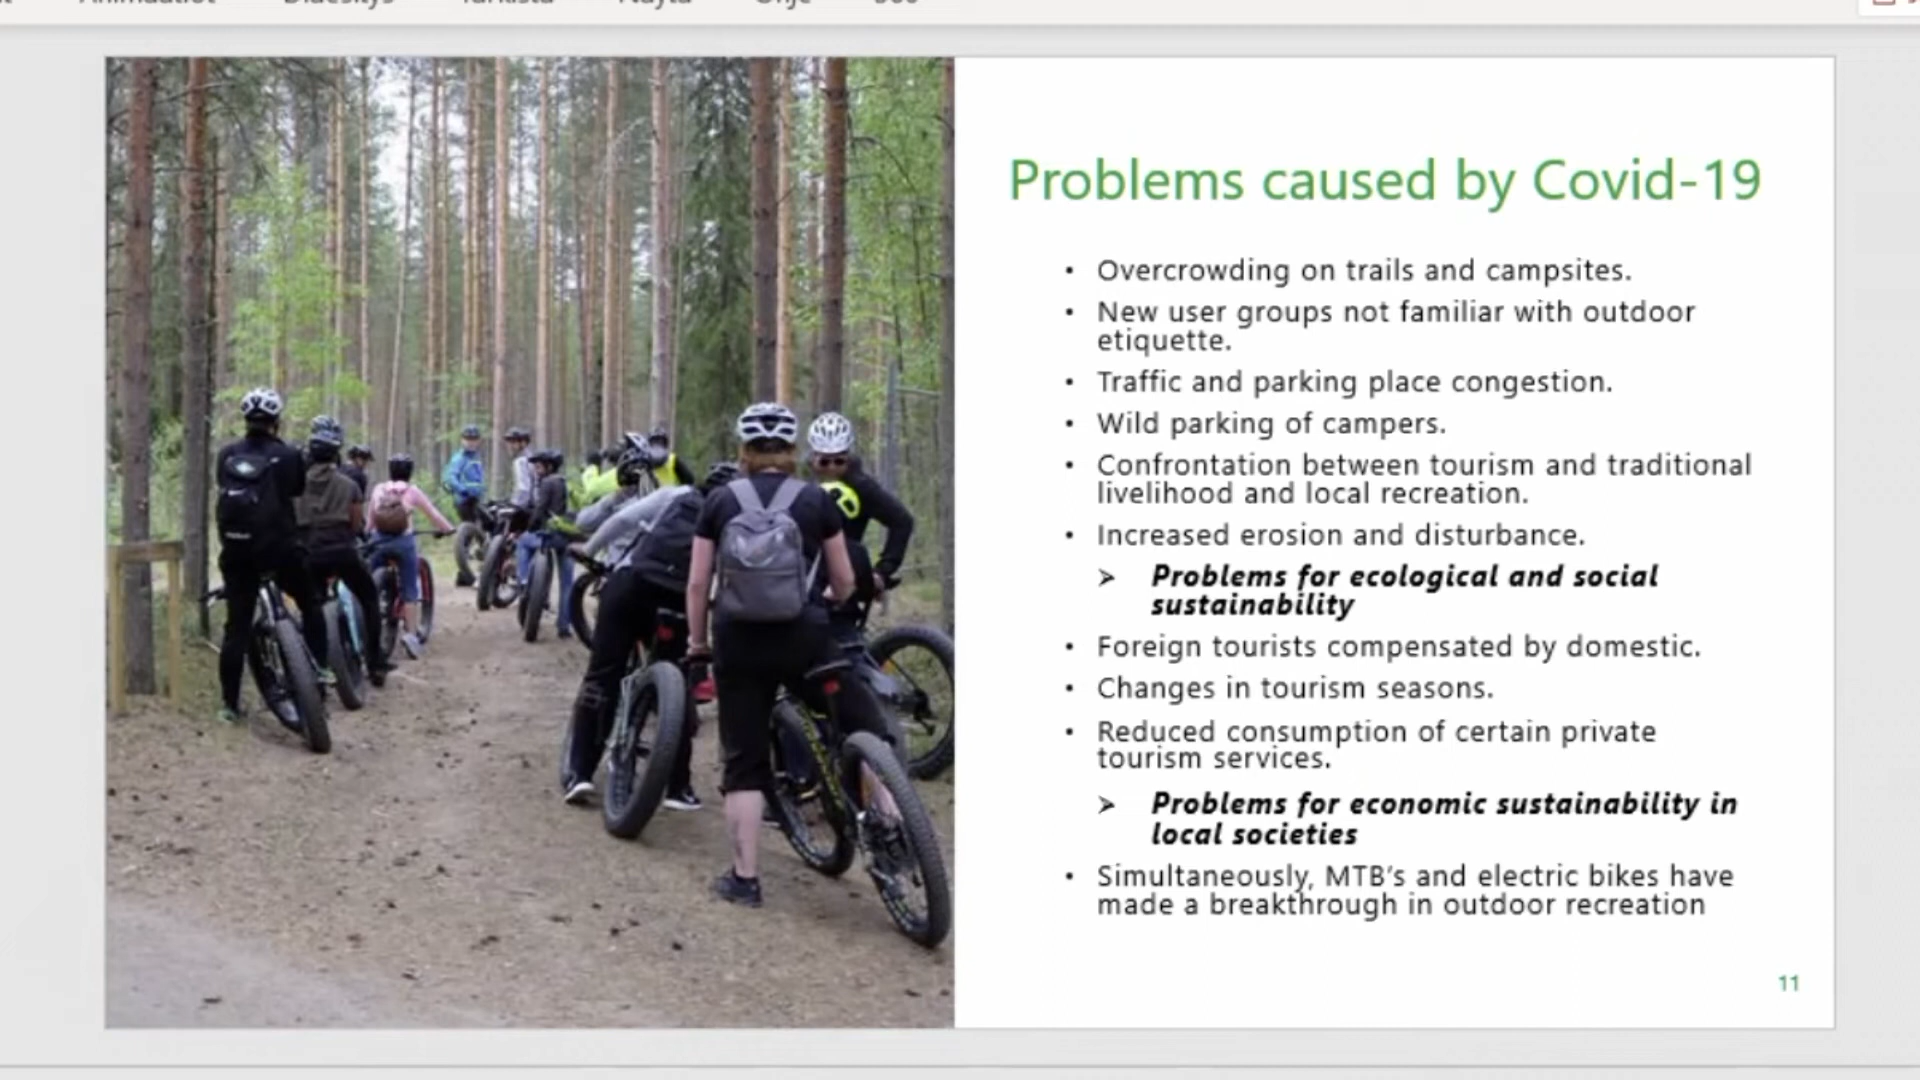 Problems caused by Covid-19
• Overcrowding on trails and campsites.
• New user groups not familiar with outdoor
etiquette.
• Traffic and parking place congestion.
• Wild parking of campers.
• Confrontation between tourism and traditional
livelihood and local recreation.
• Increased erosion and disturbance.
➢ Problems for ecological and social
sustainability
• Foreign tourists compensated by domestic.
• Changes in tourism seasons.
• Reduced consumption of certain private
tourism services.
➢ Problems for economic sustainability in
local societies
• Simultaneously, MTB’s and electric bikes have
made a breakthrough in outdoor recreation
11